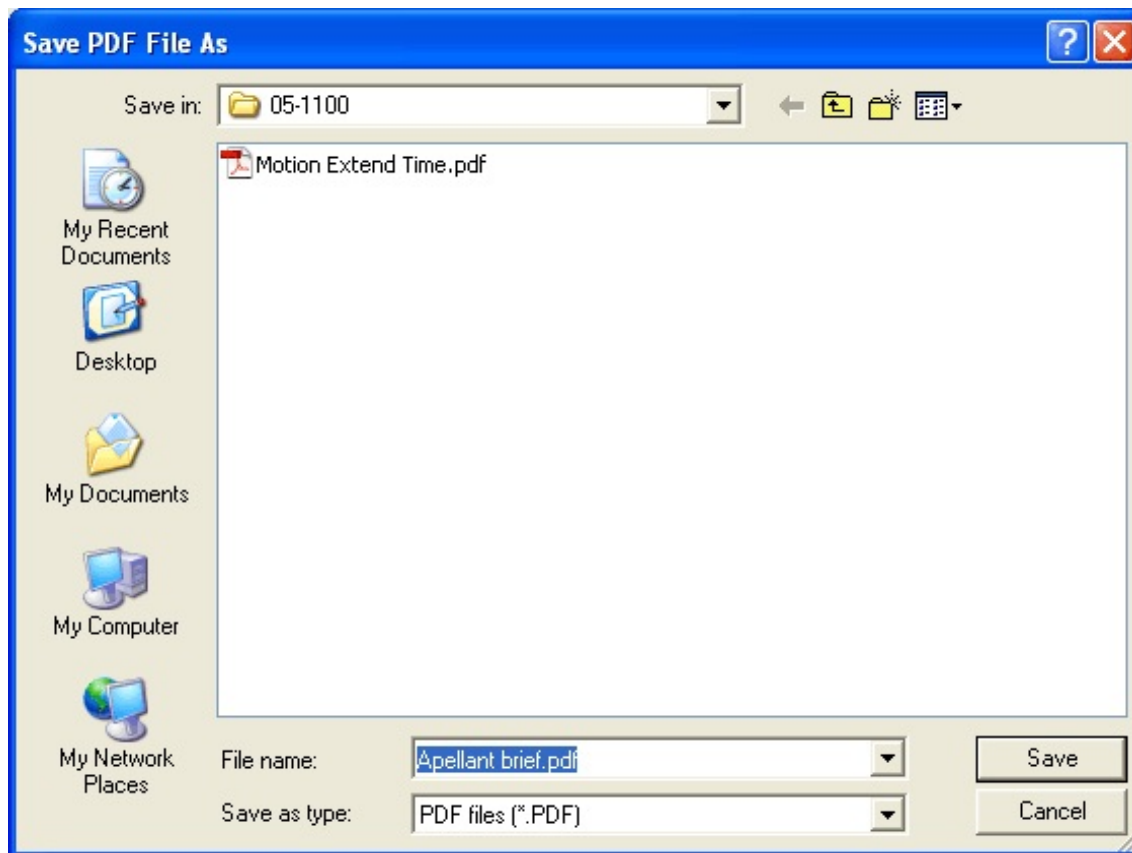 Save PDF File As
Save in:
05-1100
Motion Extend Time.pdf
My Recent
Documents
Desktop
My Documents
My Computer
My Network
Places
File name:
Apellant brief.pdf
Save
Save as type:
PDF files (*.PDF)
Cancel